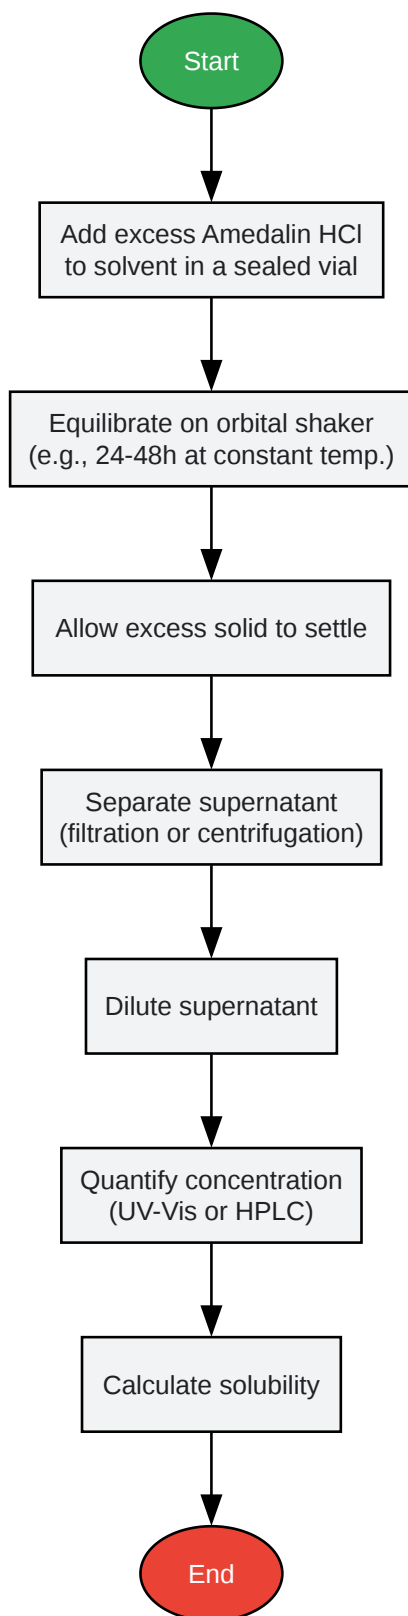 Start
Add excess Amedalin HCl
to solvent in a sealed vial
Equilibrate on orbital shaker
(e.g., 24-48h at constant temp.)
Allow excess solid to settle
Separate supernatant
(filtration or centrifugation)
Dilute supernatant
Quantify concentration
(UV-Vis or HPLC)
Calculate solubility
End